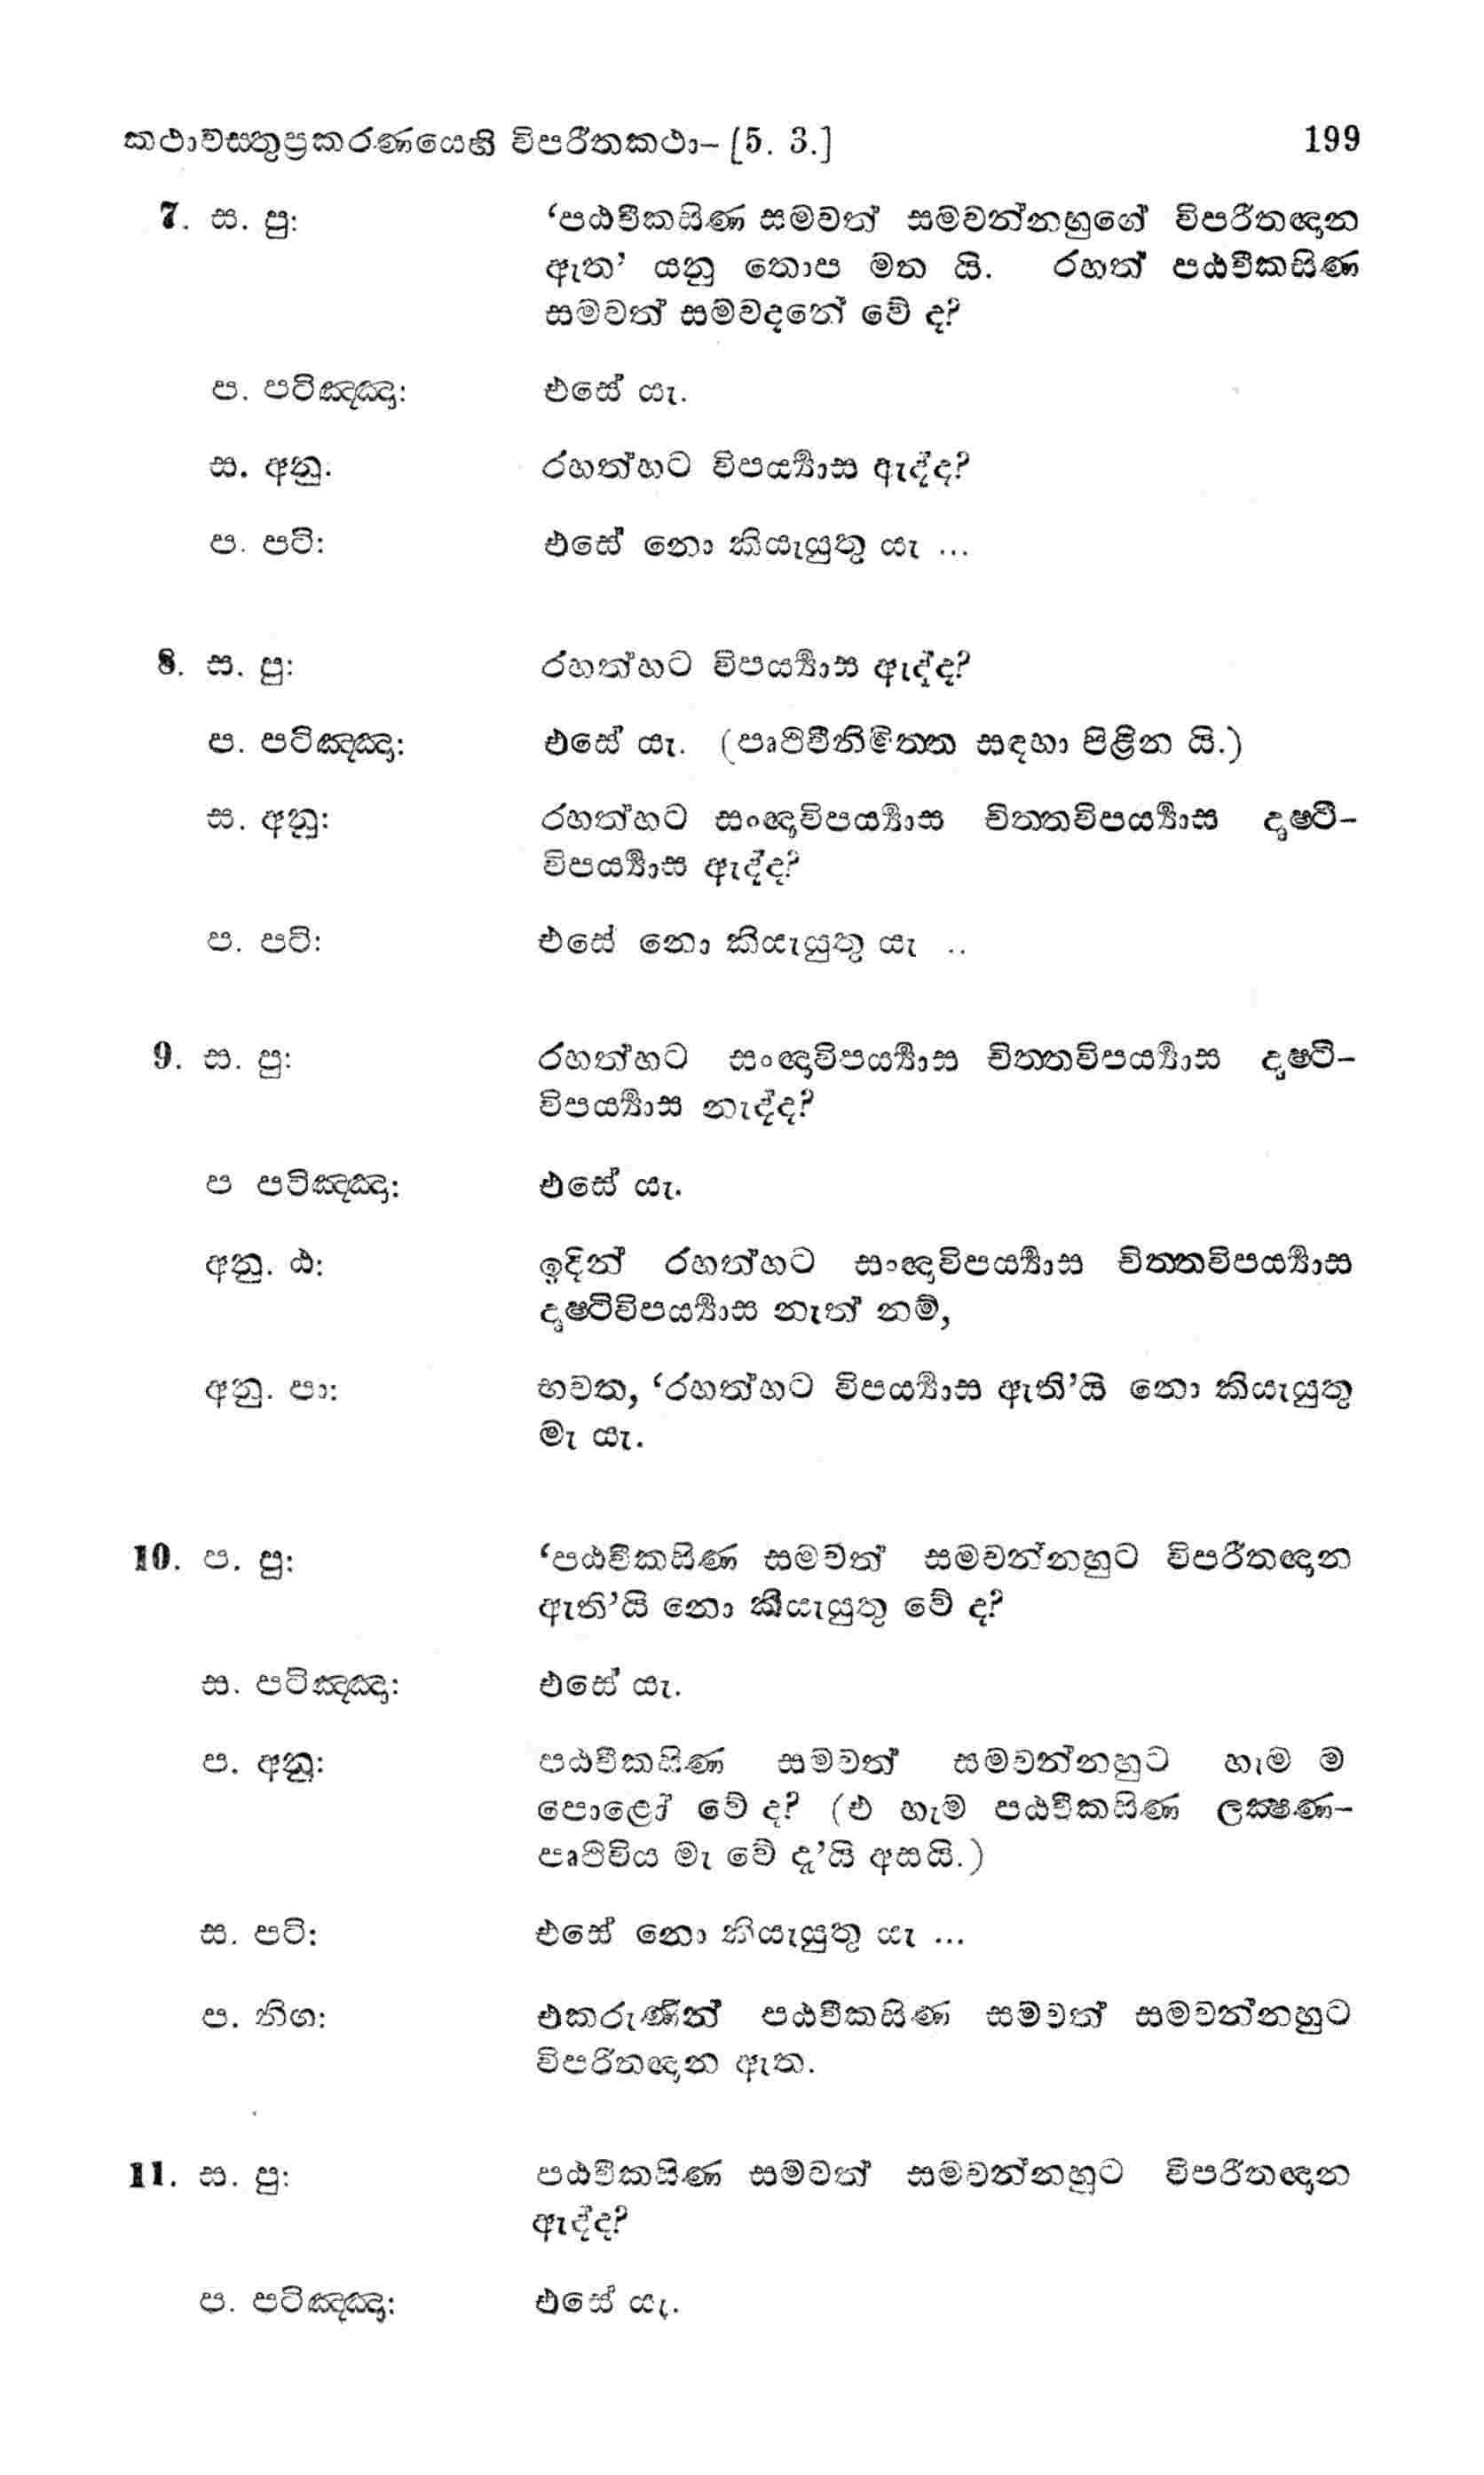 කථාවස්තුප්‍රකරණයෙහි විපරීතකථා– [5. 3.] 199
7. ස. පු: ‘පඨවීකසිණ සමවත් සමවන්නහුගේ විපරීතඥාන
ඇත’ යනු තොප මත යි. රහත් පඨවීකසිණ
සමවත් සමවදනේ වේ ද?
ප. පටිඤ්ඤා: එසේ යැ.
ස. අනු. රහත්හට විපර්‍ය්‍යාස ඇද්ද?
ප. පටි: එසේ නො කියැයුතු යැ ...
8. ස. පු: රහත්හට විපර්‍ය්‍යාස ඇද්ද?
ප. පටිඤ්ඤා: එසේ යැ. (පෘථිවීනිමිත්ත සඳහා පිළින යි.)
ස. අනු: රහත්හට සංඥාවිපර්‍ය්‍යාස චිත්තවිපර්‍ය්‍යාස දෘෂ්ටි–
විපර්‍ය්‍යාස ඇද්ද?
ප. පටි: එසේ නො කියැයුතු යැ ..
9. ස. පු: රහත්හට සංඥාවිපර්‍ය්‍යාස චිත්තවිපර්‍ය්‍යාස දෘෂ්ටි–
විපර්‍ය්‍යාස නැද්ද?
ප පටිඤ්ඤා: එසේ යැ.
අනු. ඨ: ඉදින් රහත්හට සංඥාවිපර්‍ය්‍යාස චිත්තවිපර්‍ය්‍යාස
දෘෂ්ටිවිපර්‍ය්‍යාස නැත් නම්,
අනු. පා: භවත, ‘රහත්හට විපර්‍ය්‍යාස ඇති’යි නො කියැයුතු
මැ යැ.
10. ප. පු: ‘පඨවීකසිණ සමවත් සමවන්නහුට විපරීතඥාන
ඇති’යි නො කියැයුතු වේ ද?
ස. පටිඤ්ඤා: එසේ යැ.
ප. අනු: පඨවීකසිණ සමවත් සමවන්නහුට හැම ම
පොළෝ වේ ද? (එ හැම පඨවීකසිණ ලක්‍ෂණ–
පෘථිවිය මැ වේ දැ’යි අසයි.)
ස. පටි: එසේ නො කියැයුතු යැ ...
ප. නිග: එකරුණින් පඨවීකසිණ සමවත් සමවන්නහුට
විපරීතඥාන ඇත.
11. ස. පු: පඨවීකසිණ සමවත් සමවන්නහුට විපරීතඥාන
ඇද්ද?
ප. පටිඤ්ඤා: එසේ යැ.